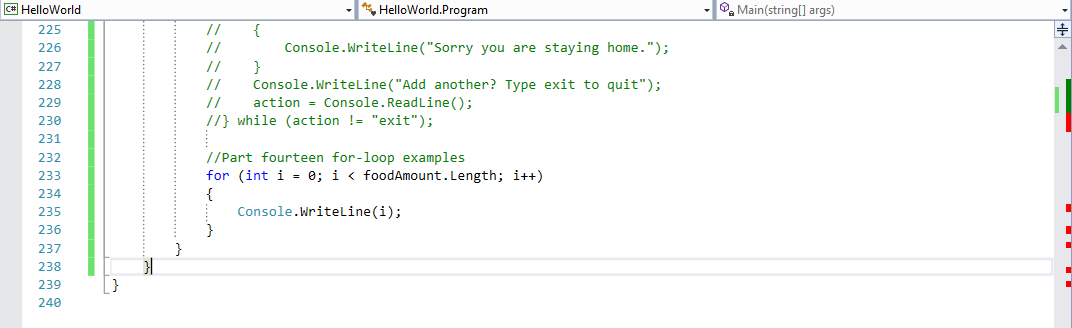 C# HelloWorld HelloWorld.Program Main(string[] args)
225 // {
226 // Console.WriteLine("Sorry you are staying home.");
227 // }
228 // Console.WriteLine("Add another? Type exit to quit");
229 // action = Console.ReadLine();
230 //} while (action != "exit");
231
232 //Part fourteen for-loop examples
233 for (int i = 0; i < foodAmount.Length; i++)
234 {
235 Console.WriteLine(i);
236 }
237 }
238 }
239 }
240